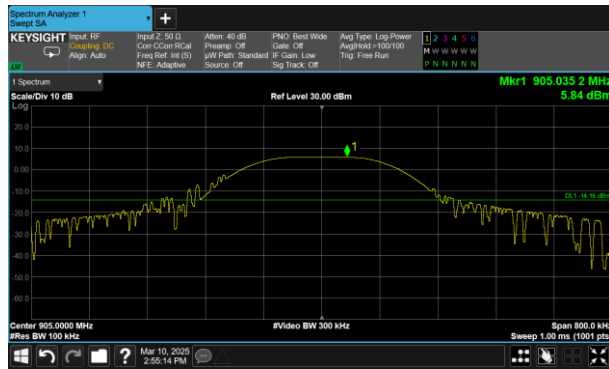 Spectrum Analyzer 1
Swept SA
KEYSIGHT
Input: RF
Coupling: DC
Align: Auto
Input Z: 50 Ω
Corr CCorr RCal
Freq Ref: Int (S)
NFE: Adaptive
Atten: 40 dB
Preamp: Off
µW Path: Standard
Source: Off
PNO: Best Wide
Gate: Off
IF Gain: Low
Sig Track: Off
Avg Type: Log-Power
Avg|Hold:>100/100
Trig: Free Run
1 2 3 4 5 6
M W W W W W
P N N N N N
1 Spectrum
Scale/Div 10 dB
Ref Level 30.00 dBm
Mkr1 905.035 2 MHz
5.84 dBm
Log
20.0
10.0
0.00
-10.0
-20.0
-30.0
-40.0
-50.0
-60.0
1
DL1 -14.16 dBm
Center 905.0000 MHz
#Video BW 300 kHz
Span 800.0 kHz
#Res BW 100 kHz
Sweep 1.00 ms (1001 pts)
?
Mar 10, 2025
2:55:14 PM